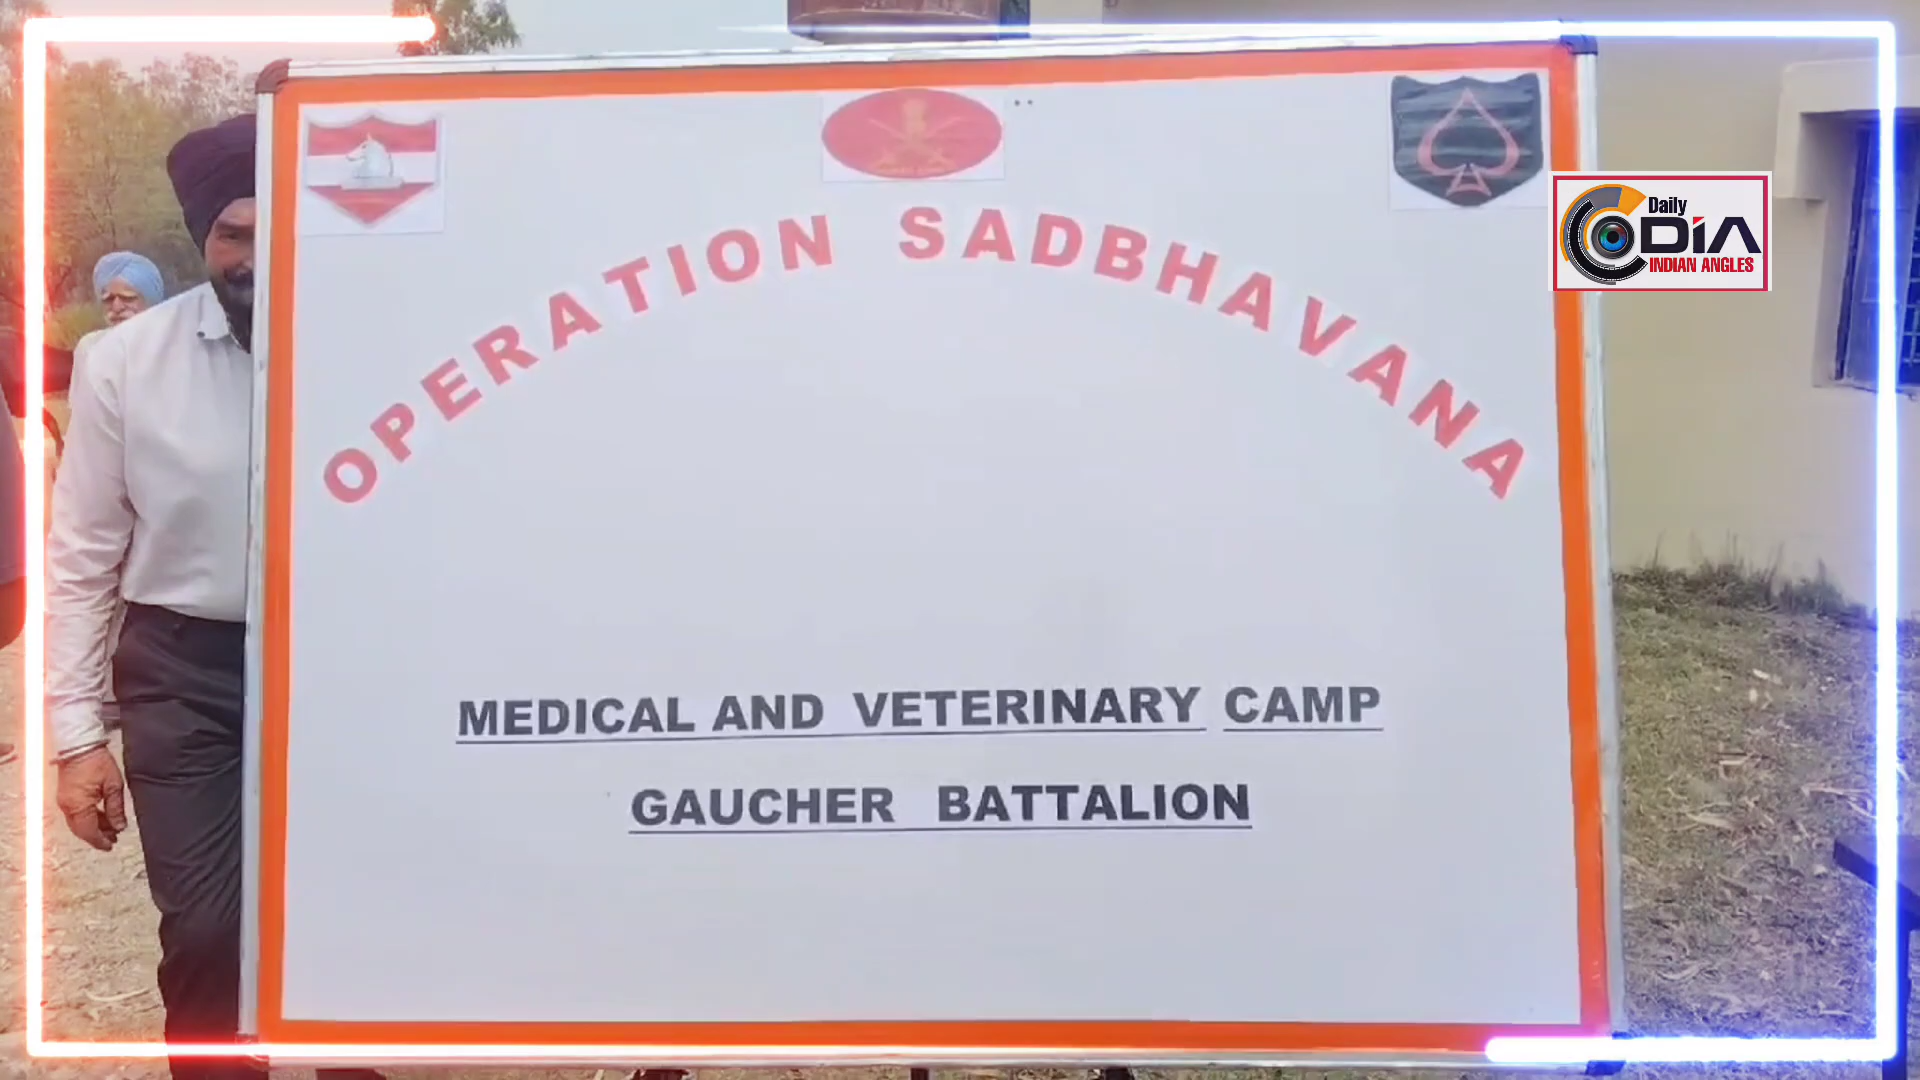 OPERATION SADBHAVANA
Daily
DIA
INDIAN ANGLES
MEDICAL AND VETERINARY CAMP
GAUCHER BATTALION